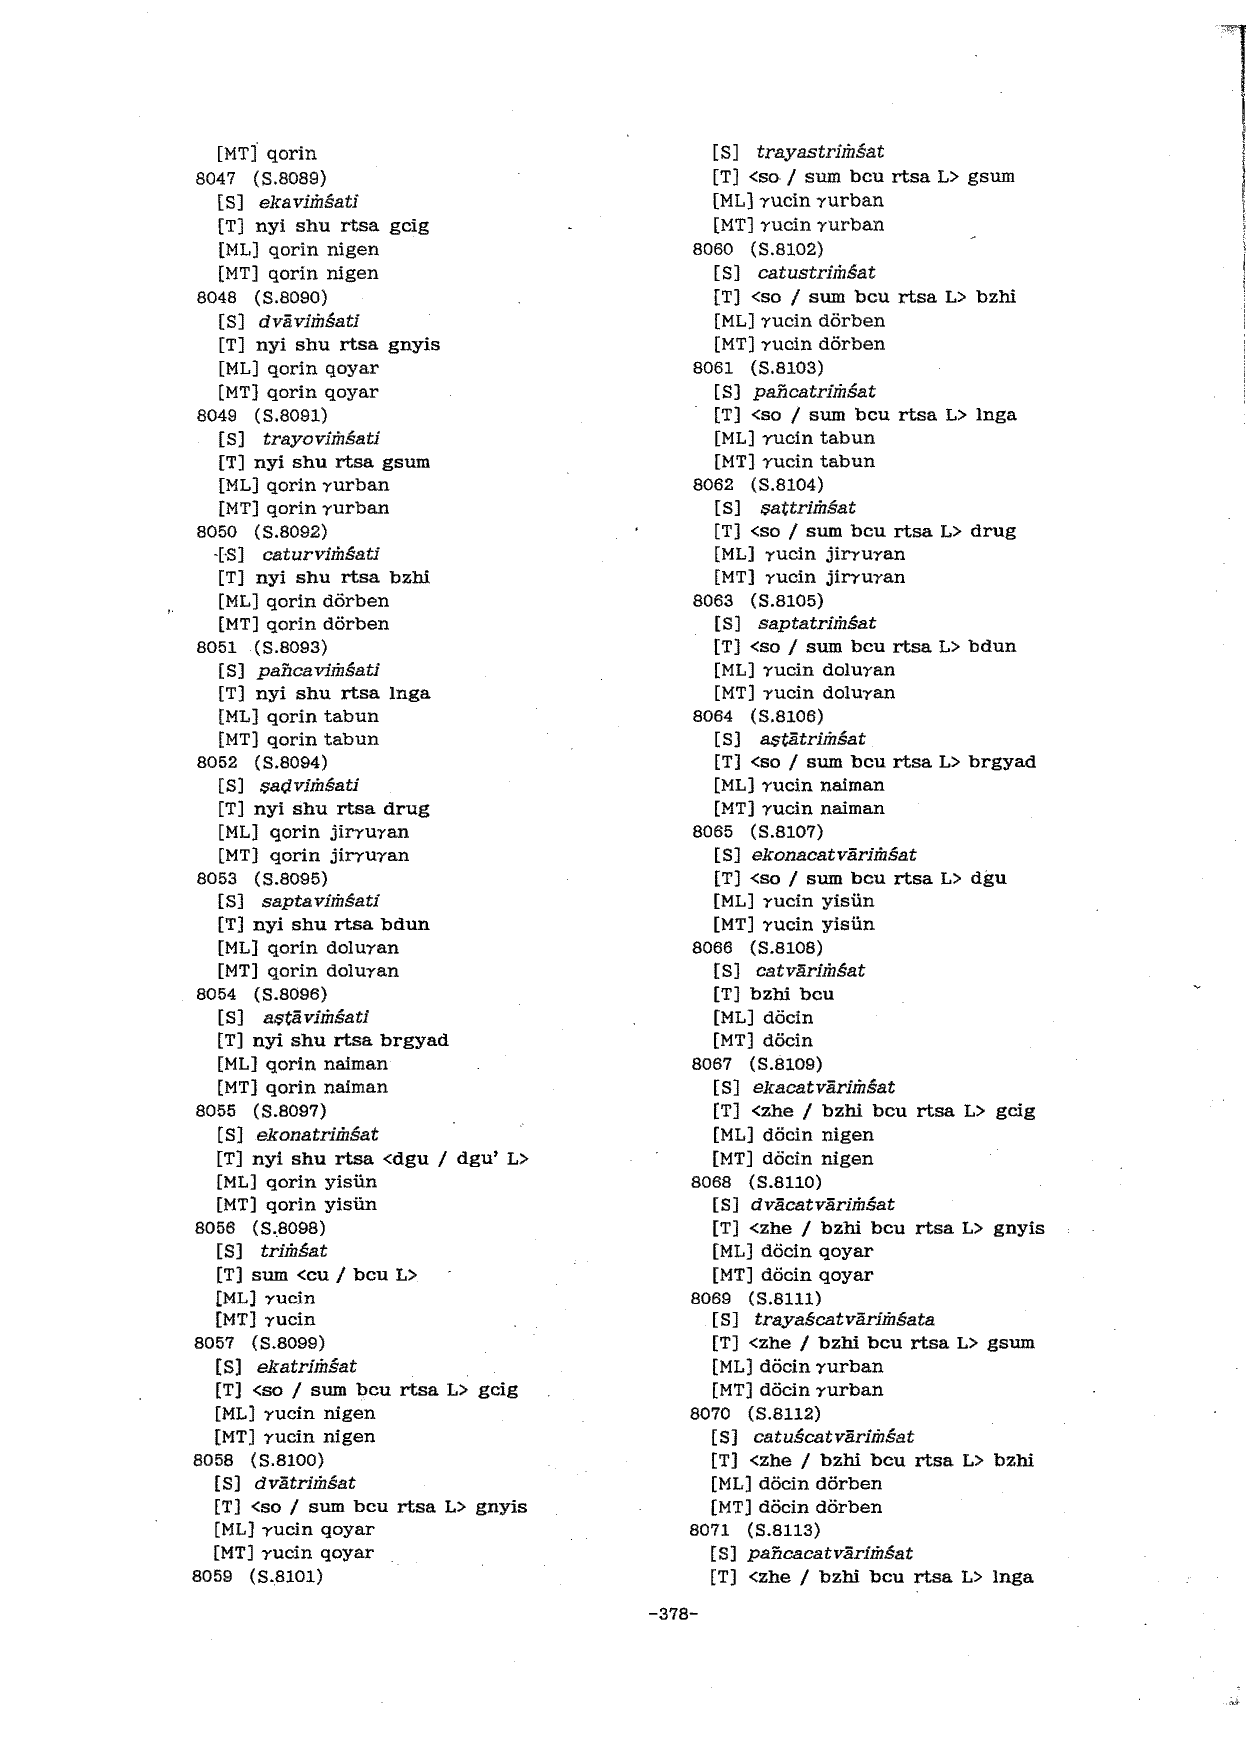 [MT] qorin
8047 (S.8089)
[S] ekaviṁśati
[T] nyi shu rtsa gcig
[ML] qorin nigen
[MT] qorin nigen
8048 (S.8090)
[S] dvāviṁśati
[T] nyi shu rtsa gnyis
[ML] qorin qoyar
[MT] qorin qoyar
8049 (S.8091)
[S] trayoviṁśati
[T] nyi shu rtsa gsum
[ML] qorin γurban
[MT] qorin γurban
8050 (S.8092)
[S] caturviṁśati
[T] nyi shu rtsa bzhi
[ML] qorin dörben
[MT] qorin dörben
8051 (S.8093)
[S] pañcaviṁśati
[T] nyi shu rtsa lnga
[ML] qorin tabun
[MT] qorin tabun
8052 (S.8094)
[S] ṣaḍviṁśati
[T] nyi shu rtsa drug
[ML] qorin jirγuγan
[MT] qorin jirγuγan
8053 (S.8095)
[S] saptaviṁśati
[T] nyi shu rtsa bdun
[ML] qorin doluγan
[MT] qorin doluγan
8054 (S.8096)
[S] aṣṭāviṁśati
[T] nyi shu rtsa brgyad
[ML] qorin naiman
[MT] qorin naiman
8055 (S.8097)
[S] ekonatriṁśat
[T] nyi shu rtsa <dgu / dgu' L>
[ML] qorin yisün
[MT] qorin yisün
8056 (S.8098)
[S] triṁśat
[T] sum <cu / bcu L>
[ML] γucin
[MT] γucin
8057 (S.8099)
[S] ekatriṁśat
[T] <so / sum bcu rtsa L> gcig
[ML] γucin nigen
[MT] γucin nigen
8058 (S.8100)
[S] dvātriṁśat
[T] <so / sum bcu rtsa L> gnyis
[ML] γucin qoyar
[MT] γucin qoyar
8059 (S.8101)
[S] trayastriṁśat
[T] <so / sum bcu rtsa L> gsum
[ML] γucin γurban
[MT] γucin γurban
8060 (S.8102)
[S] catustriṁśat
[T] <so / sum bcu rtsa L> bzhi
[ML] γucin dörben
[MT] γucin dörben
8061 (S.8103)
[S] pañcatriṁśat
[T] <so / sum bcu rtsa L> lnga
[ML] γucin tabun
[MT] γucin tabun
8062 (S.8104)
[S] ṣaṭtriṁśat
[T] <so / sum bcu rtsa L> drug
[ML] γucin jirγuγan
[MT] γucin jirγuγan
8063 (S.8105)
[S] saptatriṁśat
[T] <so / sum bcu rtsa L> bdun
[ML] γucin doluγan
[MT] γucin doluγan
8064 (S.8106)
[S] aṣṭātriṁśat
[T] <so / sum bcu rtsa L> brgyad
[ML] γucin naiman
[MT] γucin naiman
8065 (S.8107)
[S] ekonacatvāriṁśat
[T] <so / sum bcu rtsa L> dgu
[ML] γucin yisün
[MT] γucin yisün
8066 (S.8108)
[S] catvāriṁśat
[T] bzhi bcu
[ML] döcin
[MT] döcin
8067 (S.8109)
[S] ekacatvāriṁśat
[T] <zhe / bzhi bcu rtsa L> gcig
[ML] döcin nigen
[MT] döcin nigen
8068 (S.8110)
[S] dvācatvāriṁśat
[T] <zhe / bzhi bcu rtsa L> gnyis
[ML] döcin qoyar
[MT] döcin qoyar
8069 (S.8111)
[S] trayaścatvāriṁśata
[T] <zhe / bzhi bcu rtsa L> gsum
[ML] döcin γurban
[MT] döcin γurban
8070 (S.8112)
[S] catuścatvāriṁśat
[T] <zhe / bzhi bcu rtsa L> bzhi
[ML] döcin dörben
[MT] döcin dörben
8071 (S.8113)
[S] pañcacatvāriṁśat
[T] <zhe / bzhi bcu rtsa L> lnga
-378-